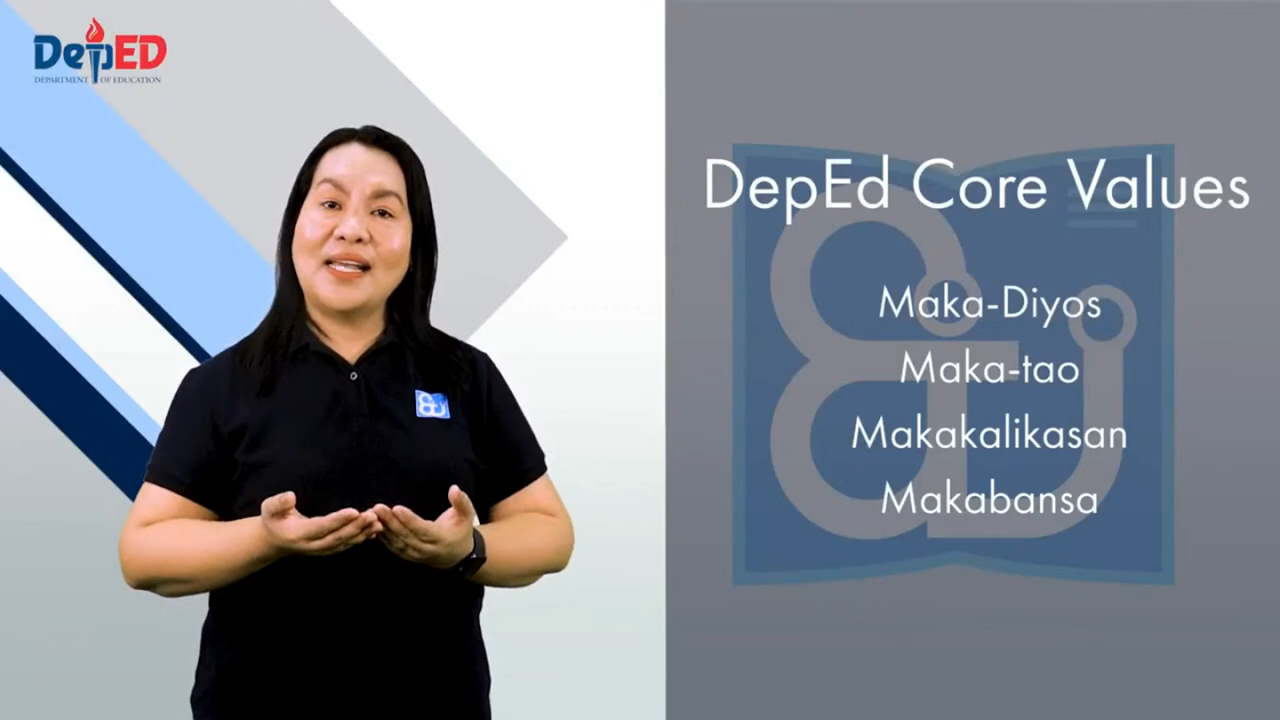 DepED
DEPARTMENT OF EDUCATION
DepEd Core Values
Maka-Diyos
Maka-tao
Makakalikasan
Makabansa